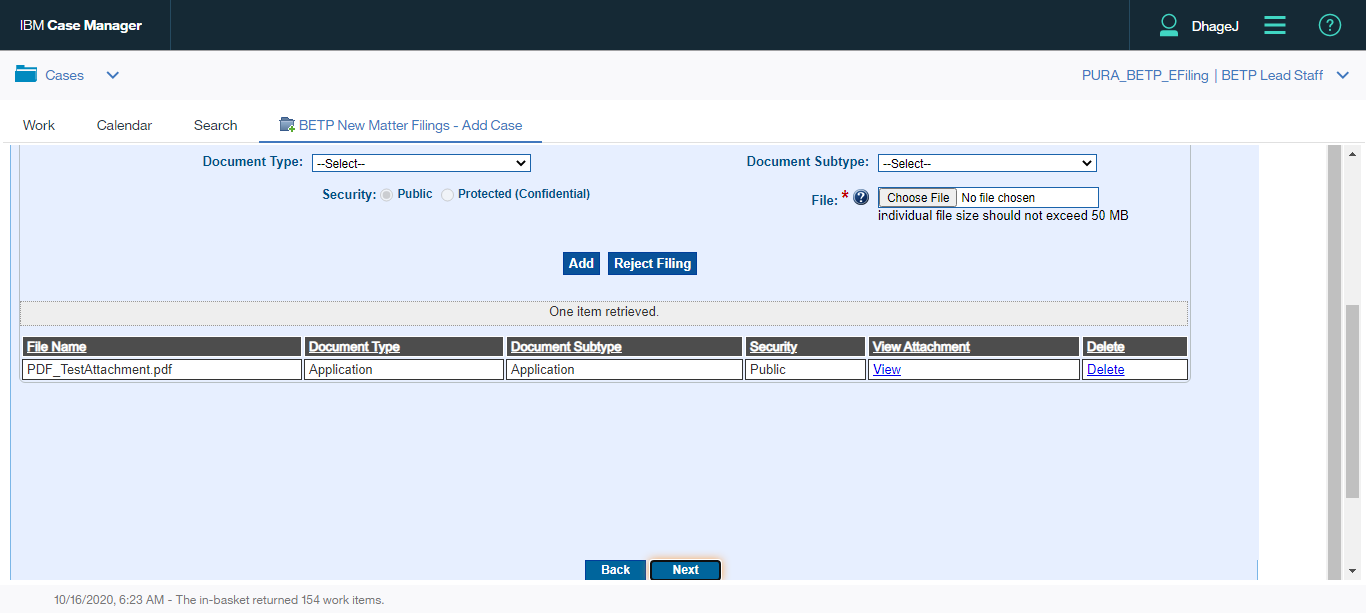 IBM Case Manager
DhageJ
?
Cases
PURA_BETP_EFiling | BETP Lead Staff
Work
Calendar
Search
BETP New Matter Filings - Add Case
Document Type: --Select--
Document Subtype: --Select--
Security: Public Protected (Confidential)
File: * ? Choose File No file chosen
individual file size should not exceed 50 MB
Add Reject Filing
One item retrieved.
File Name Document Type Document Subtype Security View Attachment Delete
PDF_TestAttachment.pdf Application Application Public View Delete
Back Next
10/16/2020, 6:23 AM - The in-basket returned 154 work items.